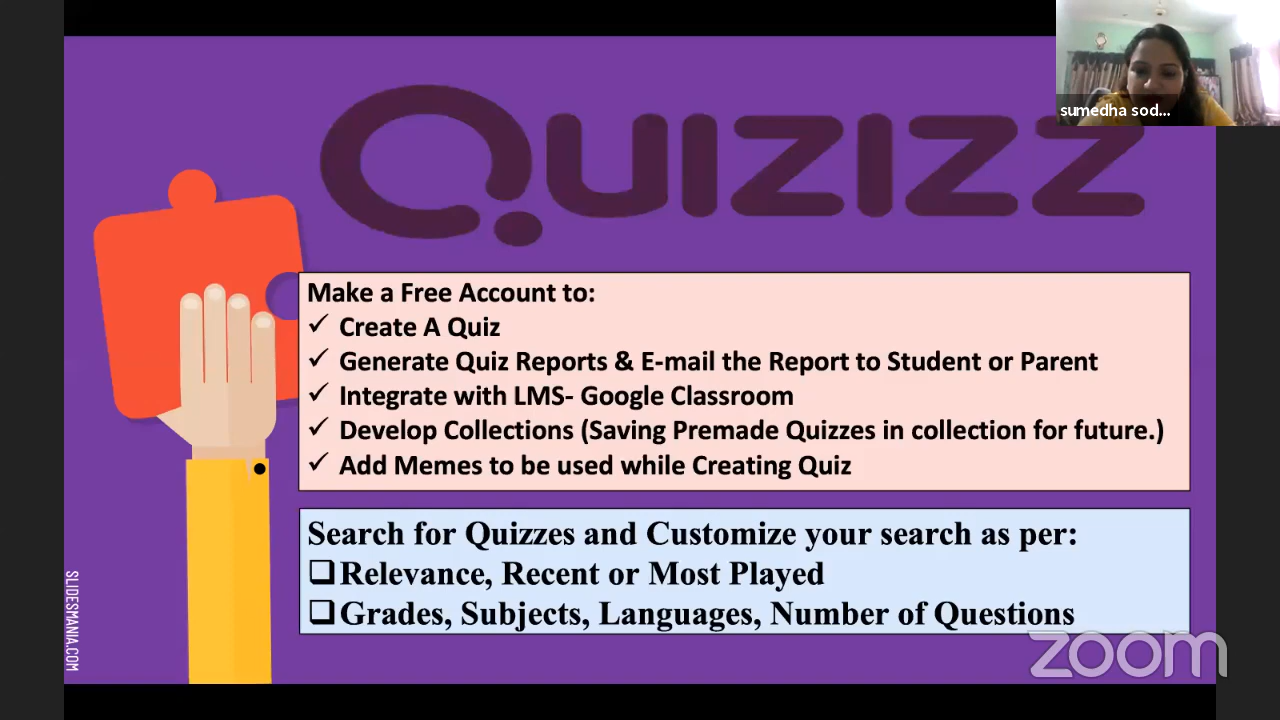 sumedha sod...
QUIZIZZ
Make a Free Account to:
✓ Create A Quiz
✓ Generate Quiz Reports & E-mail the Report to Student or Parent
✓ Integrate with LMS- Google Classroom
✓ Develop Collections (Saving Premade Quizzes in collection for future.)
✓ Add Memes to be used while Creating Quiz
Search for Quizzes and Customize your search as per:
❑Relevance, Recent or Most Played
❑Grades, Subjects, Languages, Number of Questions
SLIDESMANIA.COM
zoom